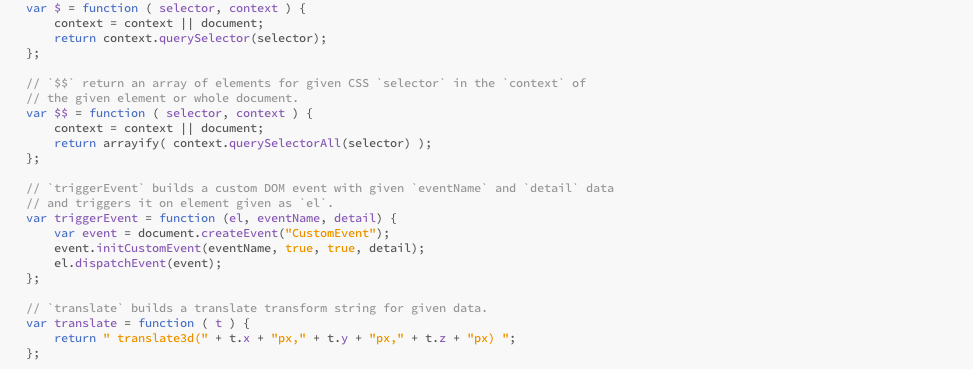 var $ = function ( selector, context ) {
    context = context || document;
    return context.querySelector(selector);
};

// `$$` return an array of elements for given CSS `selector` in the `context` of
// the given element or whole document.
var $$ = function ( selector, context ) {
    context = context || document;
    return arrayify( context.querySelectorAll(selector) );
};

// `triggerEvent` builds a custom DOM event with given `eventName` and `detail` data
// and triggers it on element given as `el`.
var triggerEvent = function (el, eventName, detail) {
    var event = document.createEvent("CustomEvent");
    event.initCustomEvent(eventName, true, true, detail);
    el.dispatchEvent(event);
};

// `translate` builds a translate transform string for given data.
var translate = function ( t ) {
    return " translate3d(" + t.x + "px," + t.y + "px," + t.z + "px) ";
};